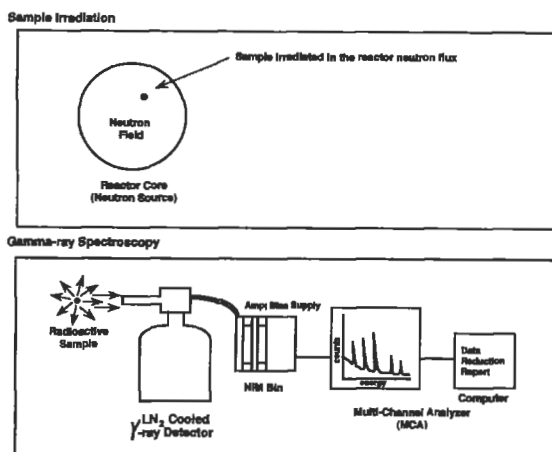 Sample Irradiation
Sample irradiated in the reactor neutron flux
Neutron
Field
Reactor Core
(Neutron Source)
Gamma-ray Spectroscopy
Radioactive
Sample
LN2 Cooled
γ-ray Detector
Amp Bias Supply
NIM Bin
counts
energy
Multi-Channel Analyzer
(MCA)
Data
Reduction
Report
Computer